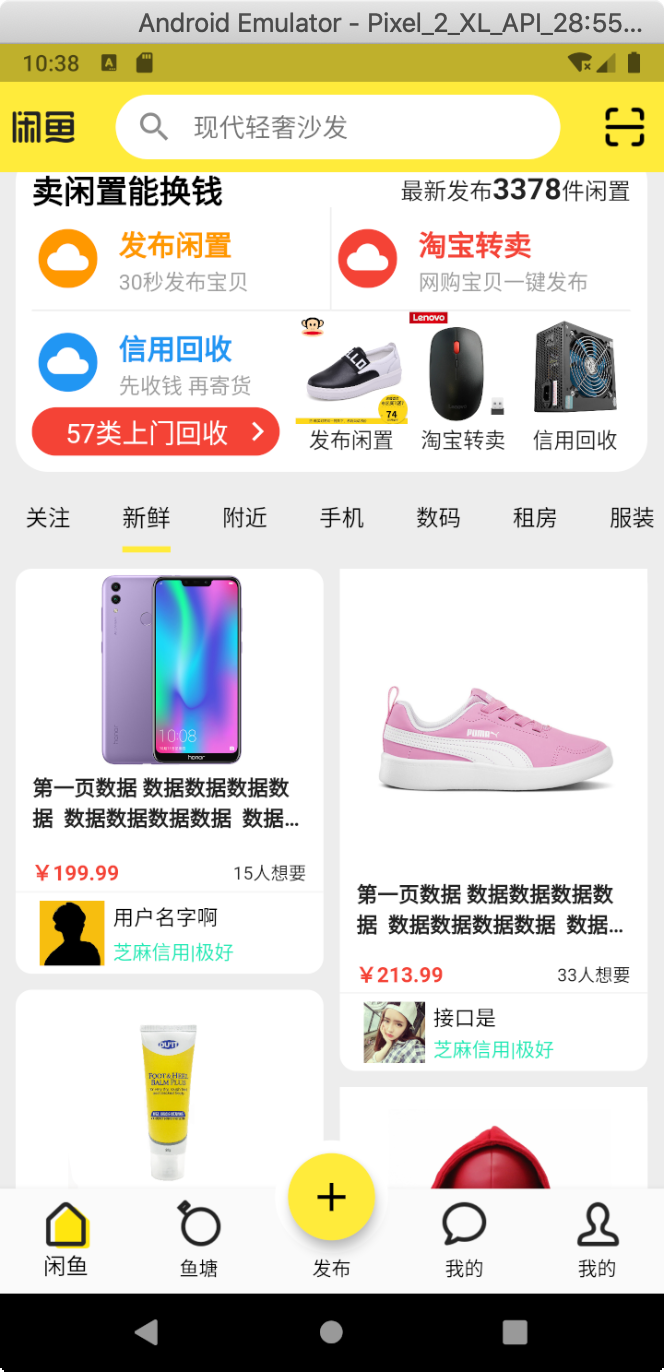 Android Emulator - Pixel_2_XL_API_28:55...
10:38
闲鱼
现代轻奢沙发
卖闲置能换钱
最新发布3378件闲置
发布闲置
30秒发布宝贝
淘宝转卖
网购宝贝一键发布
信用回收
先收钱 再寄货
57类上门回收
Lenovo
HELLO
74
发布闲置
淘宝转卖
信用回收
关注
新鲜
附近
手机
数码
租房
服装
10:08
honor
第一页数据 数据数据数据数
据 数据数据数据数据 数据...
¥199.99
15人想要
用户名字啊
芝麻信用|极好
PUMA
第一页数据 数据数据数据数
据 数据数据数据数据 数据...
¥213.99
33人想要
接口是
芝麻信用|极好
FOOT & HEEL
BALM PLUS
闲鱼
鱼塘
发布
我的
我的